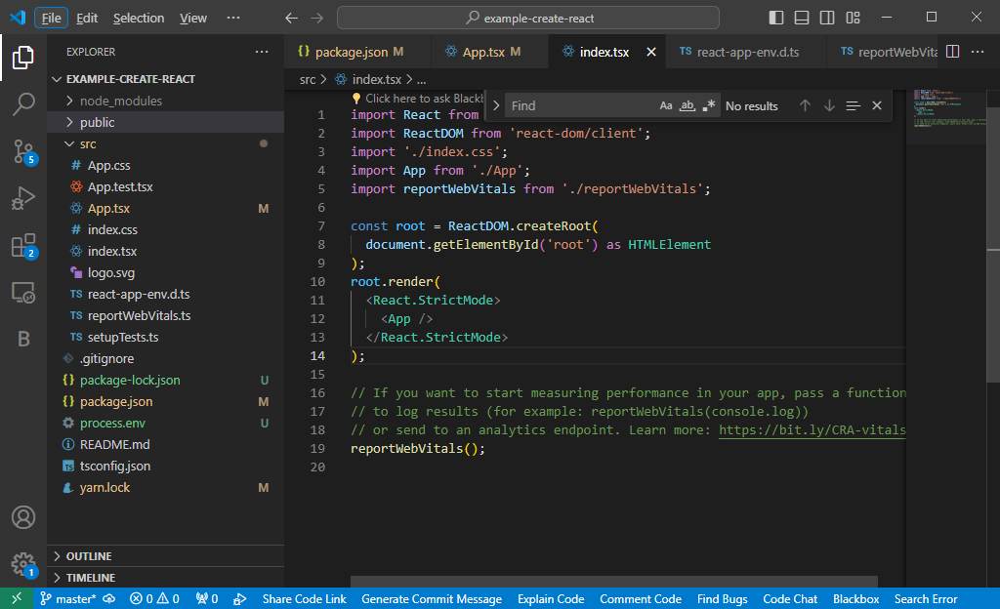 File Edit Selection View ··· example-create-react
EXPLORER ···
EXAMPLE-CREATE-REACT
node_modules
public
src
# App.css
App.test.tsx
App.tsx M
# index.css
index.tsx
logo.svg
TS react-app-env.d.ts
TS reportWebVitals.ts
TS setupTests.ts
.gitignore
{} package-lock.json U
{} package.json M
process.env U
README.md
TS tsconfig.json
yarn.lock M
OUTLINE
TIMELINE
5
2
B
1
{} package.json M App.tsx M index.tsx TS react-app-env.d.ts TS reportWebVita ···
src > index.tsx > ...
Click here to ask Blackb
Find Aa ab No results
1 import React from
2 import ReactDOM from 'react-dom/client';
3 import './index.css';
4 import App from './App';
5 import reportWebVitals from './reportWebVitals';
6
7 const root = ReactDOM.createRoot(
8 document.getElementById('root') as HTMLElement
9 );
10 root.render(
11 <React.StrictMode>
12 <App />
13 </React.StrictMode>
14 );
15
16 // If you want to start measuring performance in your app, pass a function
17 // to log results (for example: reportWebVitals(console.log))
18 // or send to an analytics endpoint. Learn more: https://bit.ly/CRA-vitals
19 reportWebVitals();
20
master* 0 0 0 Share Code Link Generate Commit Message Explain Code Comment Code Find Bugs Code Chat Blackbox Search Error